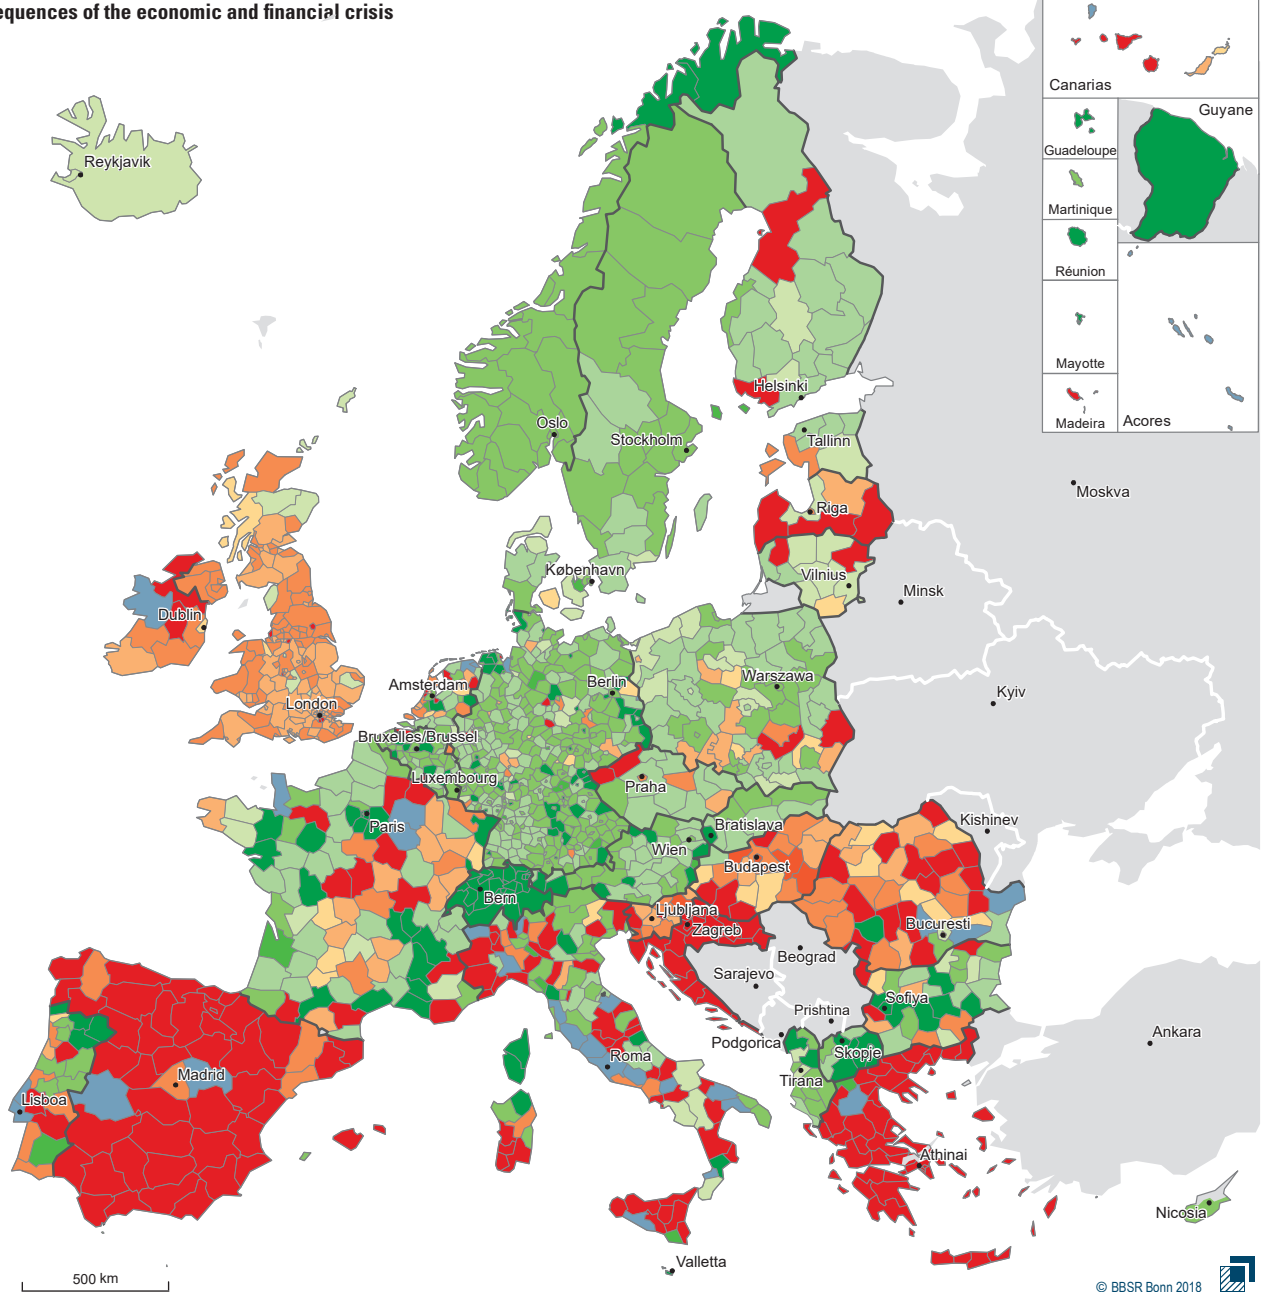 equences of the economic and financial crisis
Canarias
Guyane
Guadeloupe
Martinique
Réunion
Mayotte
Madeira
Acores
Reykjavik
Helsinki
Oslo
Stockholm
Tallinn
Moskva
Riga
København
Vilnius
Minsk
Dublin
Amsterdam
Berlin
Warszawa
London
Kyiv
Bruxelles/Brussel
Luxembourg
Praha
Paris
Bratislava
Kishinev
Wien
Budapest
Bern
Ljubljana
Zagreb
Bucuresti
Beograd
Sarajevo
Sofiya
Prishtina
Podgorica
Skopje
Ankara
Roma
Madrid
Tirana
Lisboa
Athinai
Nicosia
Valletta
500 km
© BBSR Bonn 2018